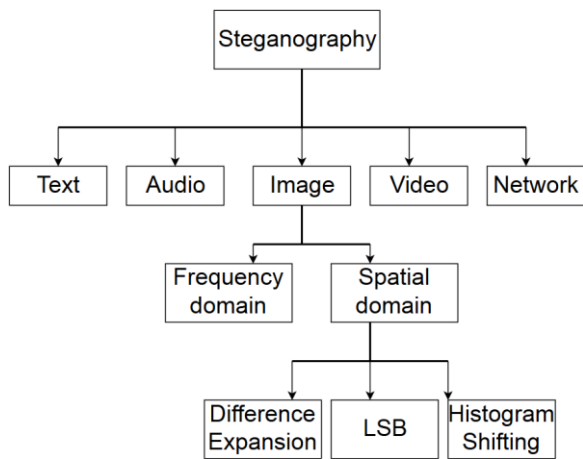 Steganography
Text
Audio
Image
Video
Network
Frequency
domain
Spatial
domain
Difference
Expansion
LSB
Histogram
Shifting